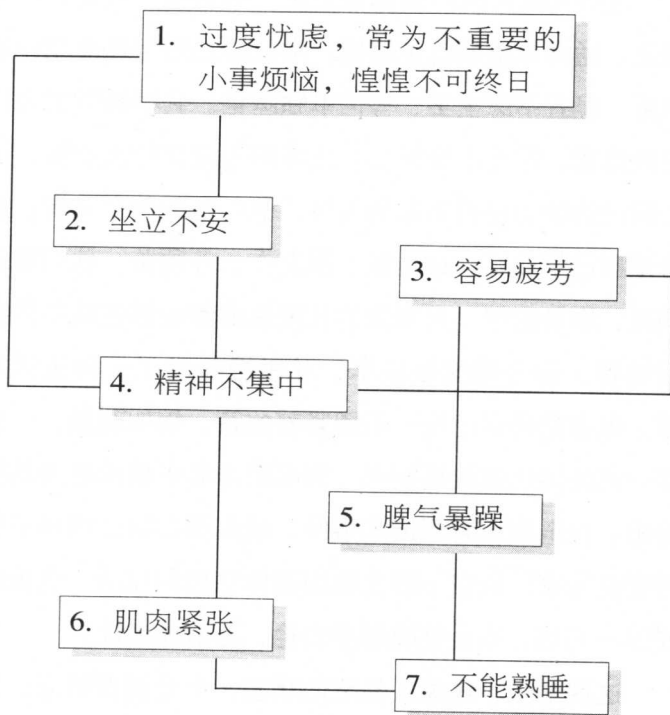 1. 过度忧虑，常为不重要的
小事烦恼，惶惶不可终日
2. 坐立不安
3. 容易疲劳
4. 精神不集中
5. 脾气暴躁
6. 肌肉紧张
7. 不能熟睡